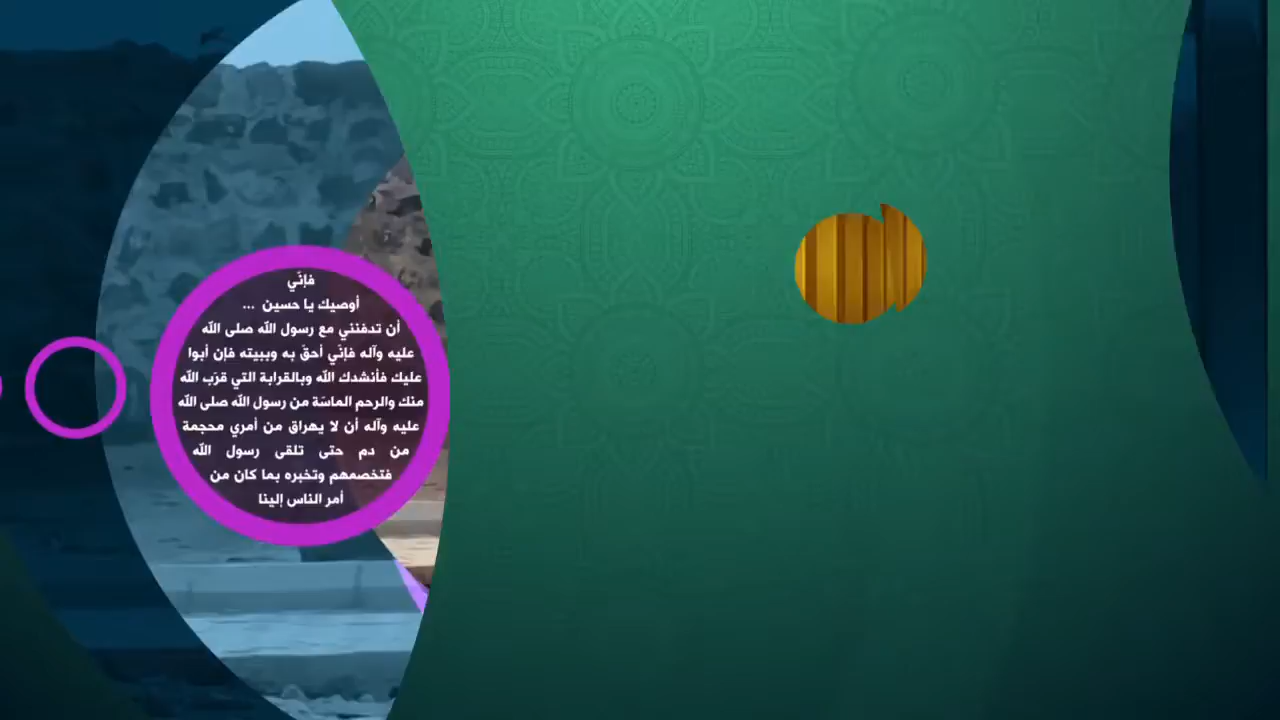 فإنّي
أوصيك يا حسين ...
أن تدفنني مع رسول الله صلى الله
عليه وآله فإنّي أحقّ به وببيته فإن أبوا
عليك فأنشدك الله وبالقرابة التي قرَب الله
منك والرحم الماسّة من رسول الله صلى الله
عليه وآله أن لا يهراق من أمري محجمة
من دم حتى تلقى رسول الله
فتخصمهم وتخبره بما كان من
أمر الناس إلينا